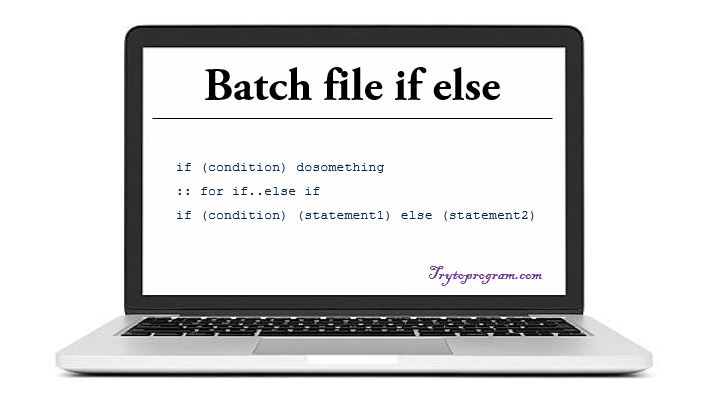 Batch file if else
if (condition) dosomething
:: for if..else if
if (condition) (statement1) else (statement2)
Trytoprogram.com